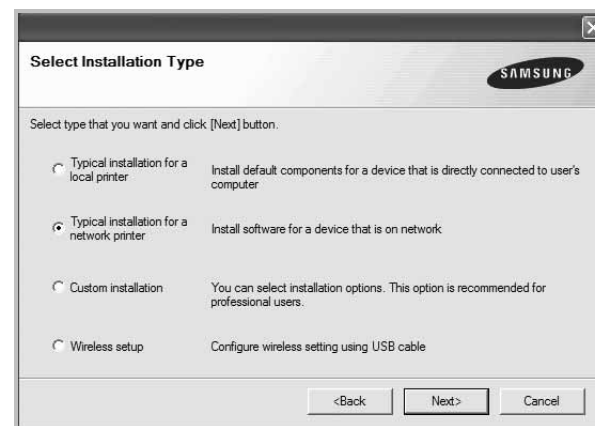 Select Installation Type
SAMSUNG
Select type that you want and click [Next] button.
Typical installation for a
local printer
Install default components for a device that is directly connected to user's
computer
Typical installation for a
network printer
Install software for a device that is on network
Custom installation
You can select installation options. This option is recommended for
professional users.
Wireless setup
Configure wireless setting using USB cable
<Back
Next>
Cancel